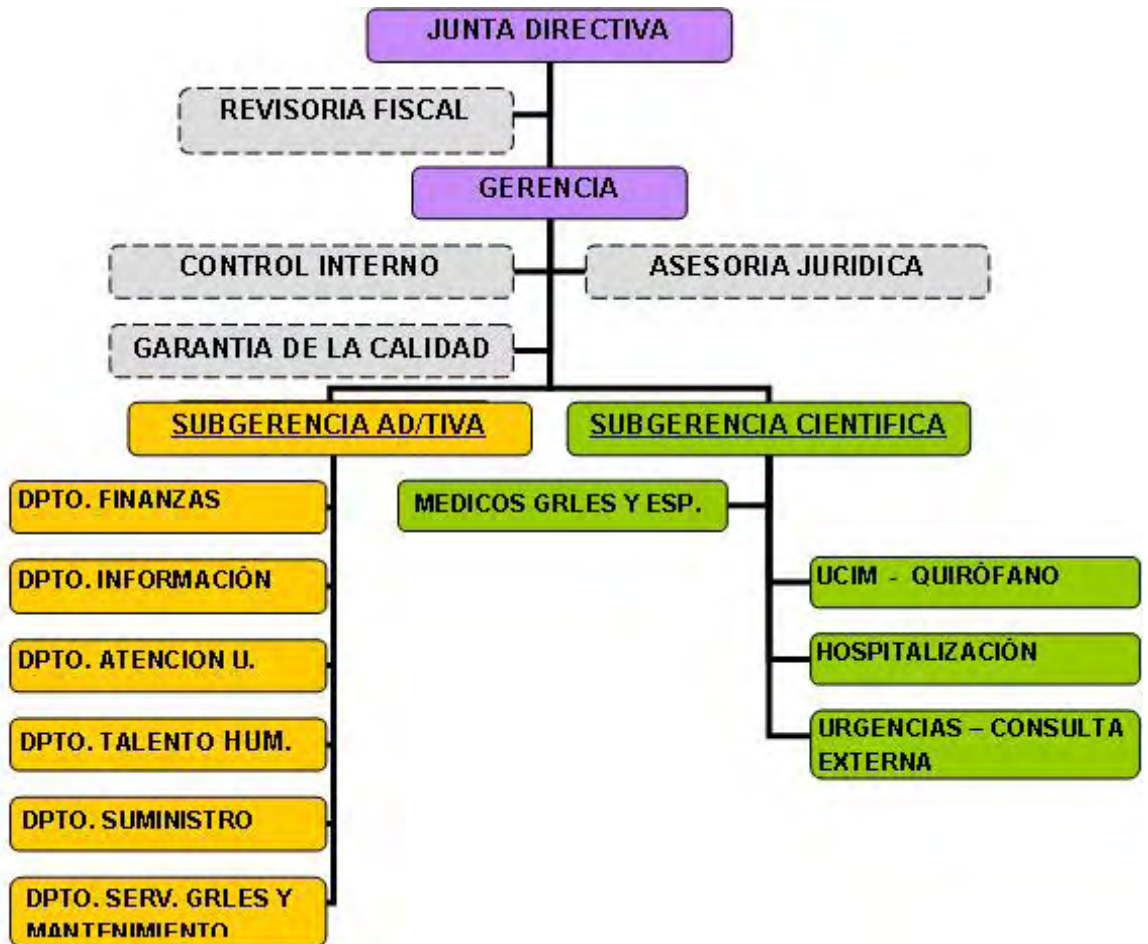 JUNTA DIRECTIVA
REVISORIA FISCAL
GERENCIA
CONTROL INTERNO
ASESORIA JURIDICA
GARANTIA DE LA CALIDAD
SUBGERENCIA AD/TIVA
SUBGERENCIA CIENTIFICA
DPTO. FINANZAS
DPTO. INFORMACIÓN
DPTO. ATENCION U.
DPTO. TALENTO HUM.
DPTO. SUMINISTRO
DPTO. SERV. GRLES Y
MANTENIMIENTO
MEDICOS GRLES Y ESP.
UCIM - QUIRÓFANO
HOSPITALIZACIÓN
URGENCIAS – CONSULTA
EXTERNA